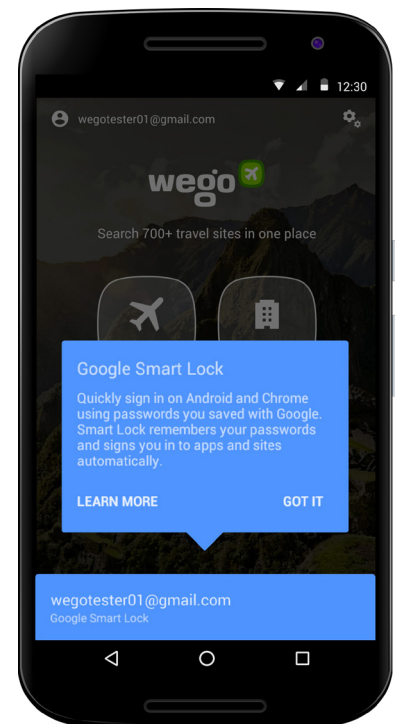 12:30
wegotester01@gmail.com
wego
Search 700+ travel sites in one place
Google Smart Lock
Quickly sign in on Android and Chrome
using passwords you saved with Google.
Smart Lock remembers your passwords
and signs you in to apps and sites
automatically.
LEARN MORE GOT IT
wegotester01@gmail.com
Google Smart Lock